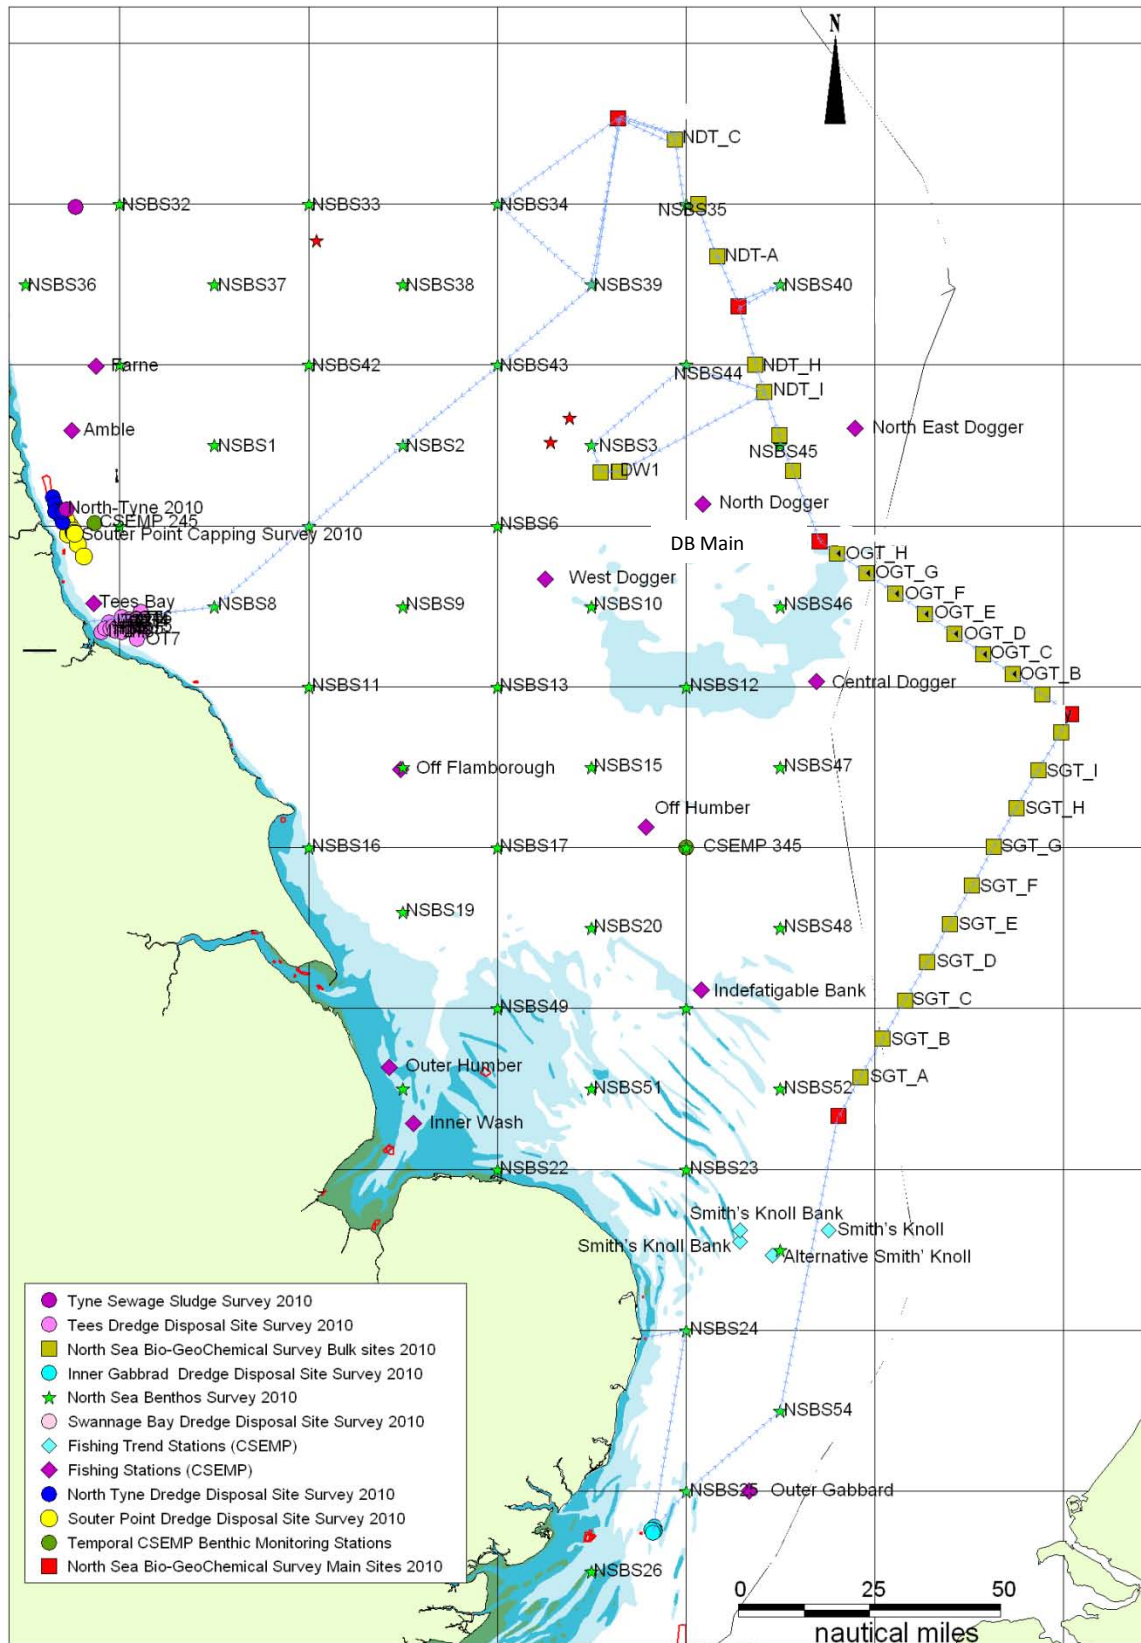 N
NDT_C
NSBS32
NSBS33
NSBS34
NSBS35
NDT-A
NSBS36
NSBS37
NSBS38
NSBS39
NSBS40
Farne
NSBS42
NSBS43
NSBS44
NDT_H
NDT_I
Amble
NSBS1
NSBS2
NSBS3
NSBS45
North East Dogger
DW1
North-Tyne 2010
CSEMP 245
Souter Point Capping Survey 2010
NSBS6
North Dogger
DB Main
OGT_H
OGT_G
West Dogger
OGT_F
Tees Bay
NSBS8
NSBS9
NSBS10
NSBS46
OGT_E
OT7
OGT_D
OGT_C
OGT_B
NSBS11
NSBS13
NSBS12
Central Dogger
Off Flamborough
NSBS15
NSBS47
SGT_I
Off Humber
SGT_H
NSBS16
NSBS17
CSEMP 345
SGT_G
SGT_F
NSBS19
NSBS20
NSBS48
SGT_E
SGT_D
Indefatigable Bank
SGT_C
NSBS49
SGT_B
Outer Humber
SGT_A
NSBS51
NSBS52
Inner Wash
NSBS22
NSBS23
Smith's Knoll Bank
Smith's Knoll
Smith's Knoll Bank
Alternative Smith' Knoll
NSBS24
NSBS54
NSBS25
Outer Gabbard
NSBS26
Tyne Sewage Sludge Survey 2010
Tees Dredge Disposal Site Survey 2010
North Sea Bio-GeoChemical Survey Bulk sites 2010
Inner Gabbrad Dredge Disposal Site Survey 2010
North Sea Benthos Survey 2010
Swannage Bay Dredge Disposal Site Survey 2010
Fishing Trend Stations (CSEMP)
Fishing Stations (CSEMP)
North Tyne Dredge Disposal Site Survey 2010
Souter Point Dredge Disposal Site Survey 2010
Temporal CSEMP Benthic Monitoring Stations
North Sea Bio-GeoChemical Survey Main Sites 2010
0 25 50
nautical miles